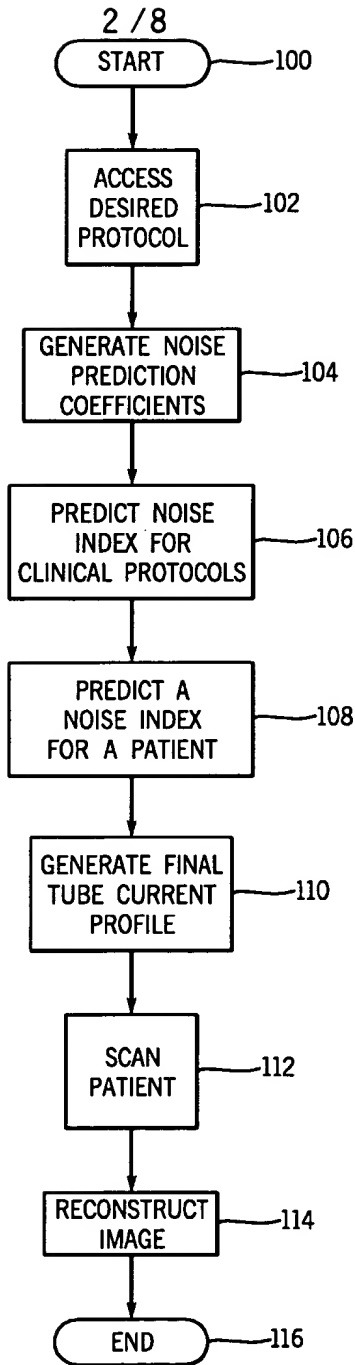 2 / 8
START
100
ACCESS
DESIRED
PROTOCOL
102
GENERATE NOISE
PREDICTION
COEFFICIENTS
104
PREDICT NOISE
INDEX FOR
CLINICAL PROTOCOLS
106
PREDICT A
NOISE INDEX
FOR A PATIENT
108
GENERATE FINAL
TUBE CURRENT
PROFILE
110
SCAN
PATIENT
112
RECONSTRUCT
IMAGE
114
END
116